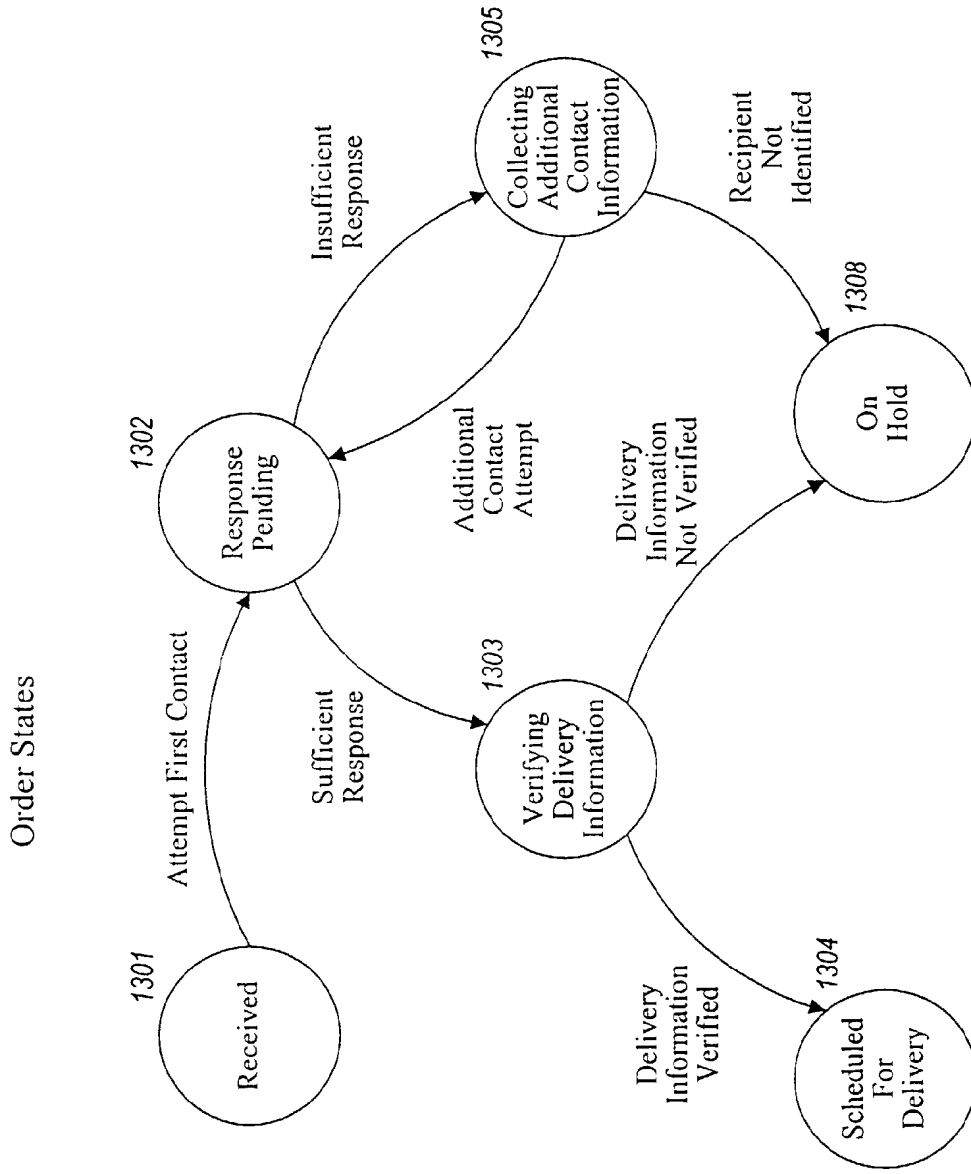 Order States
1301
Received
Attempt First Contact
1302
Response
Pending
Insufficient
Response
1305
Collecting
Additional
Contact
Information
Sufficient
Response
Additional
Contact
Attempt
1303
Verifying
Delivery
Information
Delivery
Information
Verified
Delivery
Information
Not Verified
Recipient
Not
Identified
1304
Scheduled
For
Delivery
1308
On
Hold